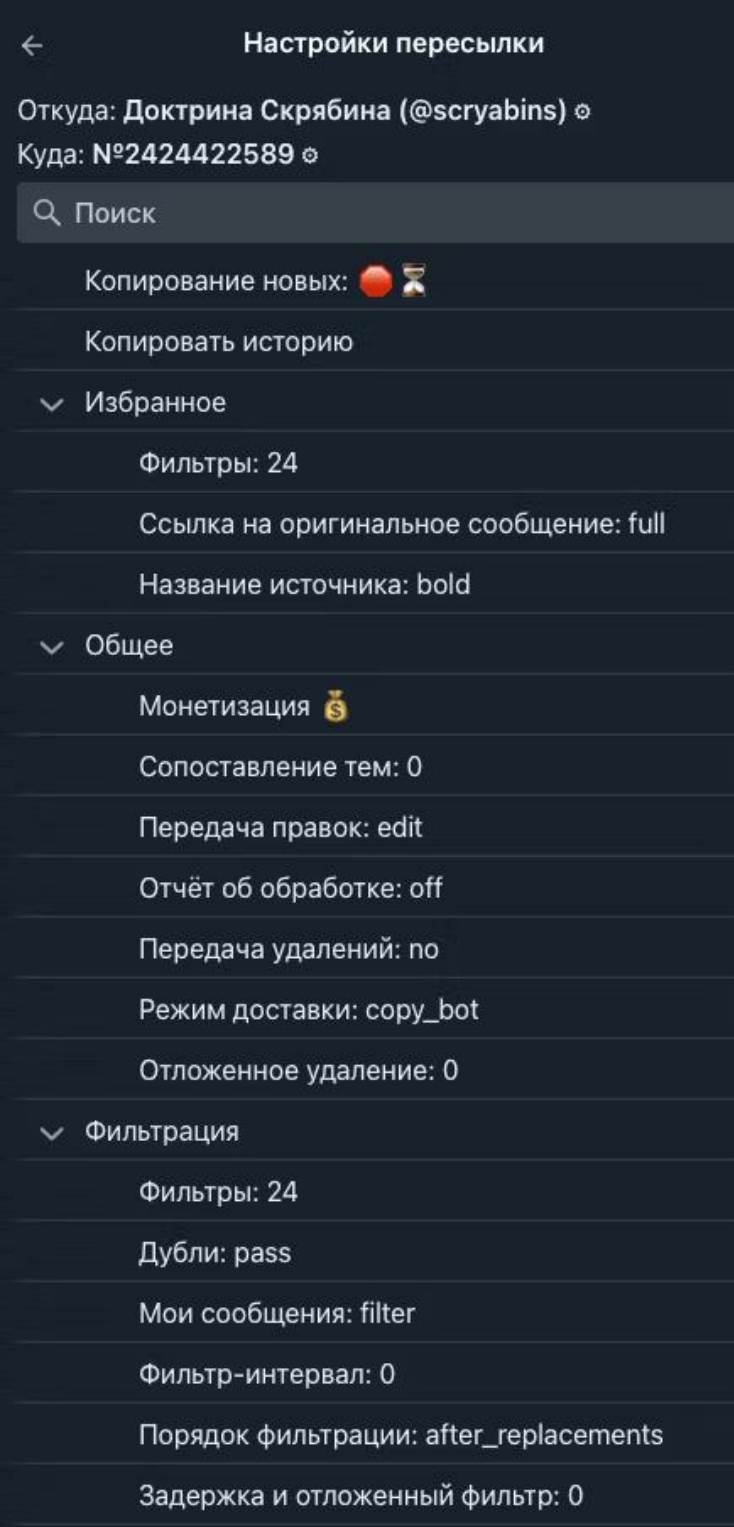 Настройки пересылки
Откуда: Доктрина Скрябина (@scryabins) ⚙
Куда: №2424422589 ⚙
Поиск
Копирование новых: 🛑⏳
Копировать историю
Избранное
Фильтры: 24
Ссылка на оригинальное сообщение: full
Название источника: bold
Общее
Монетизация 💰
Сопоставление тем: 0
Передача правок: edit
Отчёт об обработке: off
Передача удалений: no
Режим доставки: copy_bot
Отложенное удаление: 0
Фильтрация
Фильтры: 24
Дубли: pass
Мои сообщения: filter
Фильтр-интервал: 0
Порядок фильтрации: after_replacements
Задержка и отложенный фильтр: 0